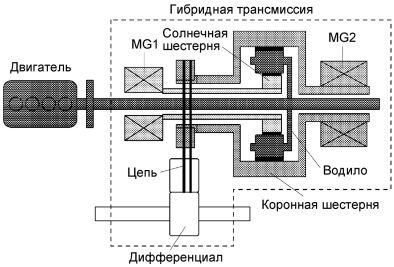 Гибридная трансмиссия
Солнечная
шестерня
MG1
MG2
Двигатель
Цепь
Водило
Коронная шестерня
Дифференциал